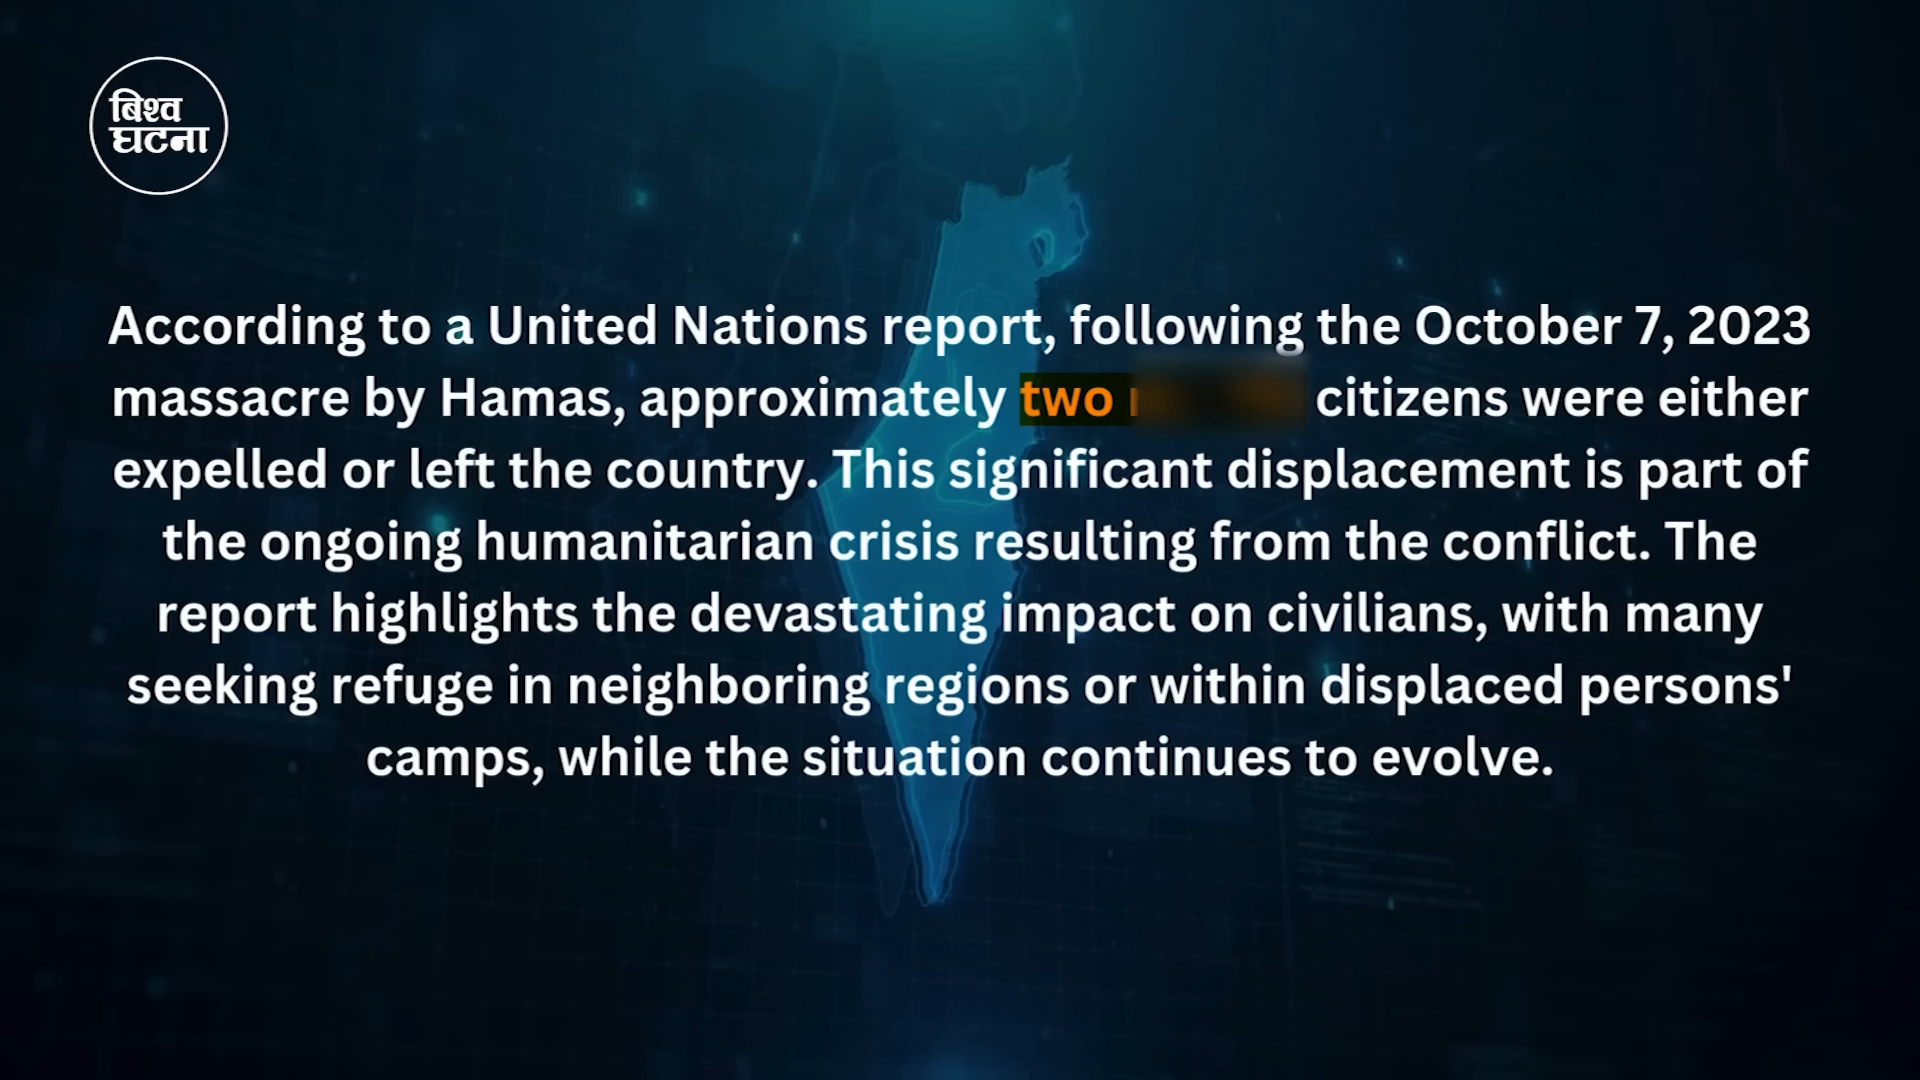 बिश्व
घटना
According to a United Nations report, following the October 7, 2023
massacre by Hamas, approximately two citizens were either
expelled or left the country. This significant displacement is part of
the ongoing humanitarian crisis resulting from the conflict. The
report highlights the devastating impact on civilians, with many
seeking refuge in neighboring regions or within displaced persons'
camps, while the situation continues to evolve.